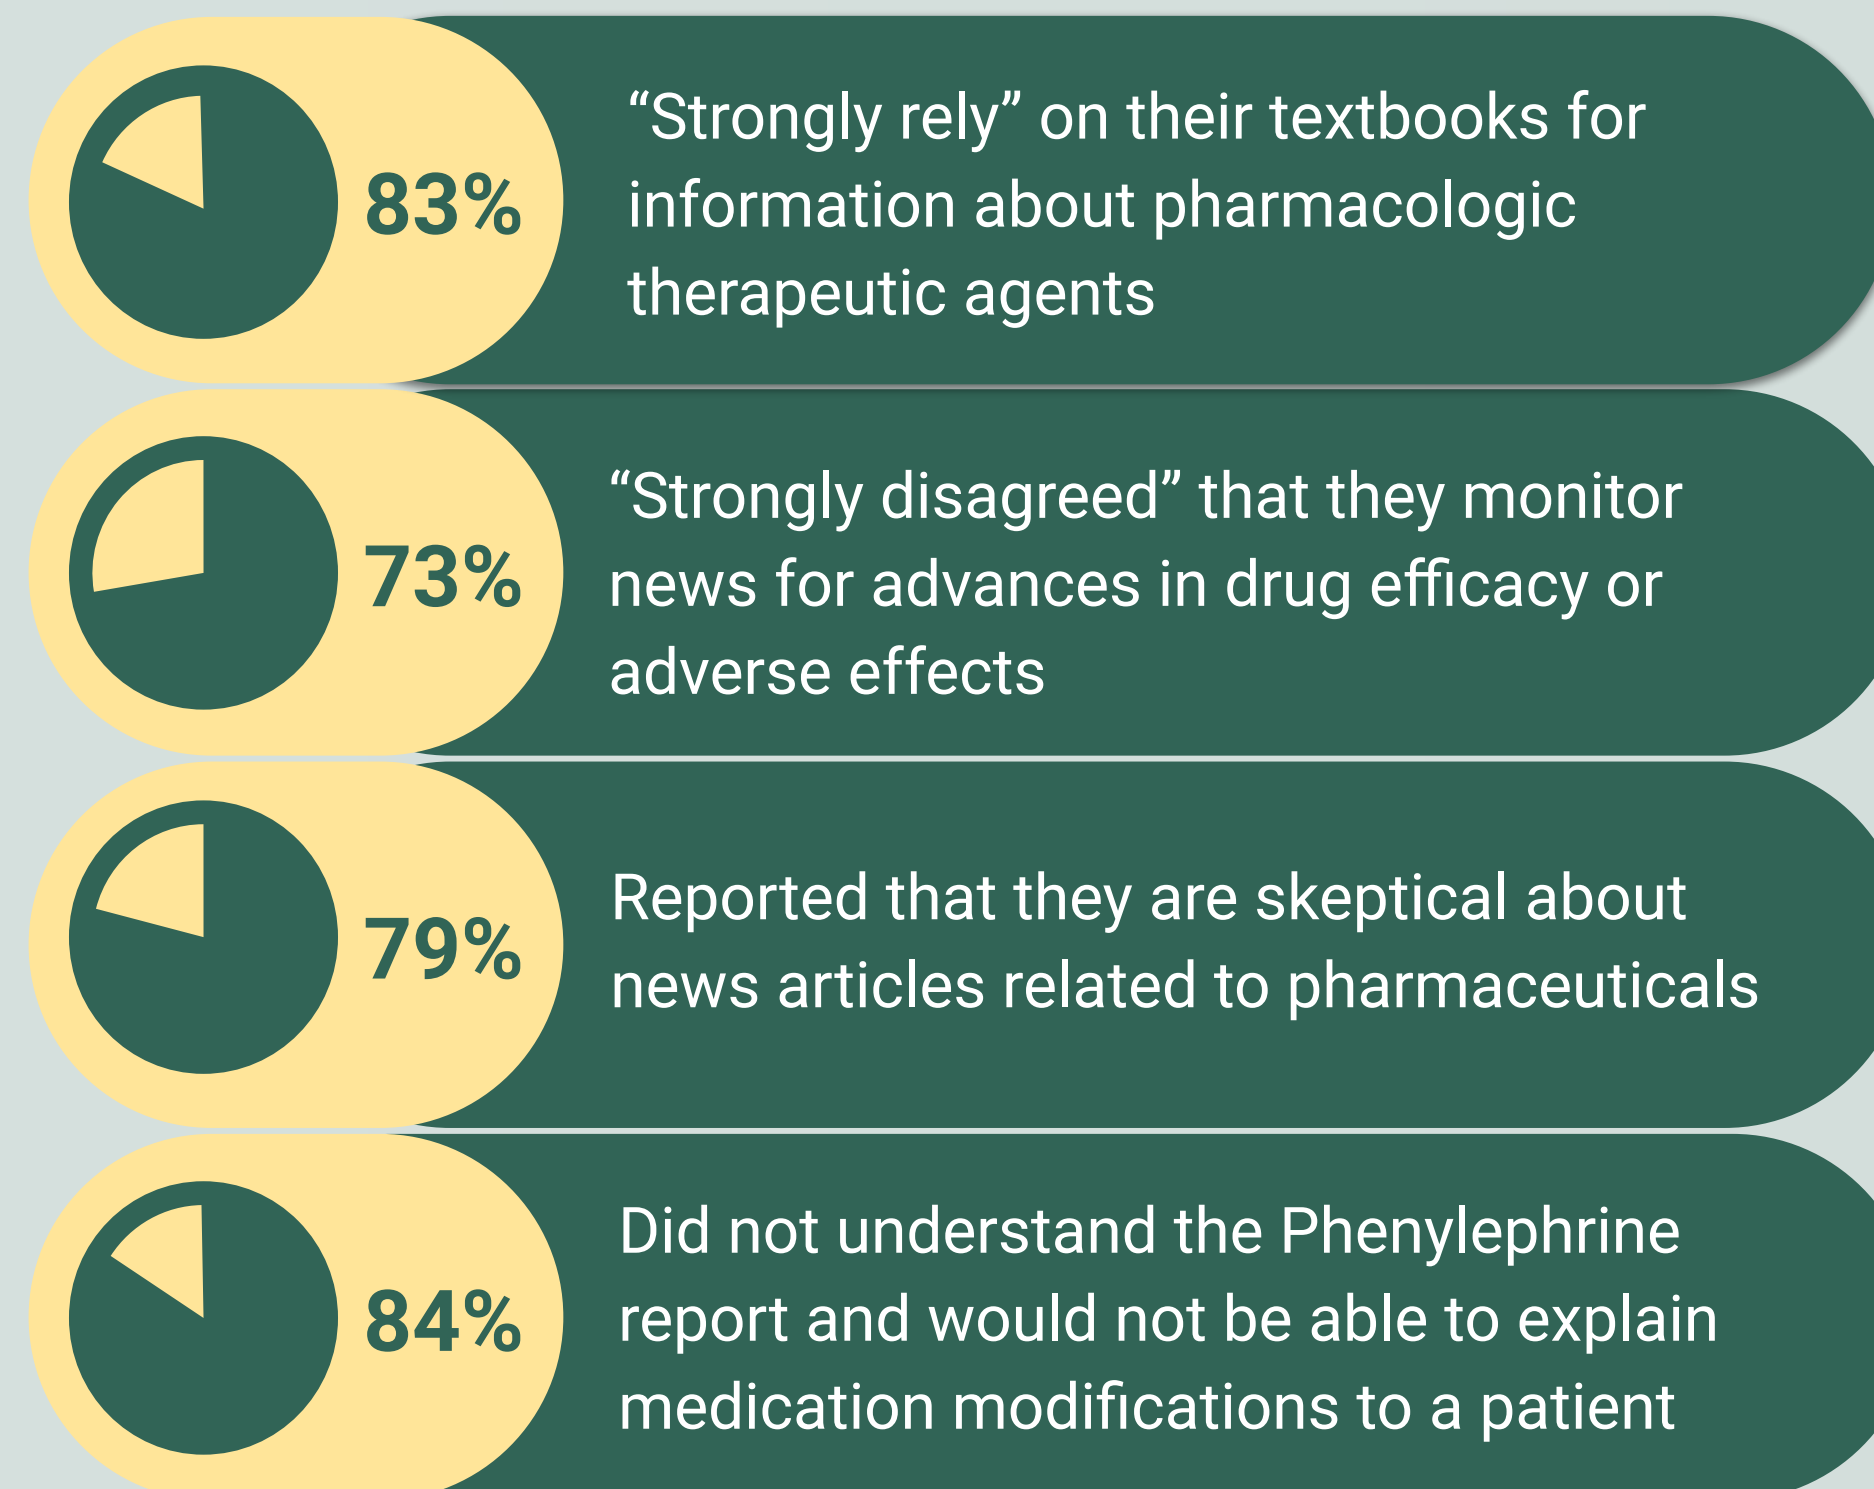 83%
“Strongly rely” on their textbooks for
information about pharmacologic
therapeutic agents
73%
“Strongly disagreed” that they monitor
news for advances in drug efficacy or
adverse effects
79%
Reported that they are skeptical about
news articles related to pharmaceuticals
84%
Did not understand the Phenylephrine
report and would not be able to explain
medication modifications to a patient